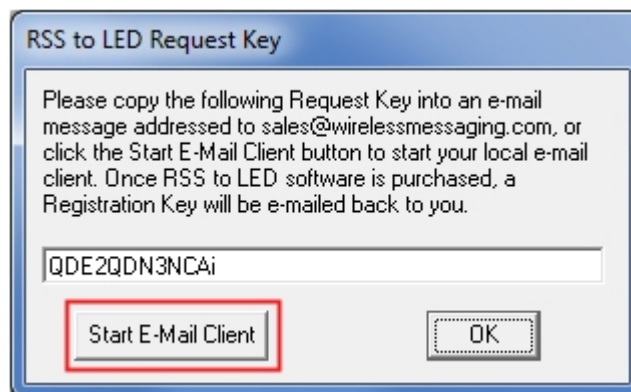 RSS to LED Request Key
Please copy the following Request Key into an e-mail
message addressed to sales@wirelessmessaging.com, or
click the Start E-Mail Client button to start your local e-mail
client. Once RSS to LED software is purchased, a
Registration Key will be e-mailed back to you.
QDE2QDN3NCAi
Start E-Mail Client
OK